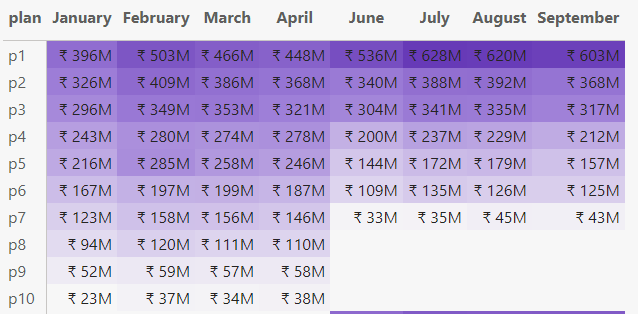 plan January February March April June July August September
p1 ₹ 396M ₹ 503M ₹ 466M ₹ 448M ₹ 536M ₹ 628M ₹ 620M ₹ 603M
p2 ₹ 326M ₹ 409M ₹ 386M ₹ 368M ₹ 340M ₹ 388M ₹ 392M ₹ 368M
p3 ₹ 296M ₹ 349M ₹ 353M ₹ 321M ₹ 304M ₹ 341M ₹ 335M ₹ 317M
p4 ₹ 243M ₹ 280M ₹ 274M ₹ 278M ₹ 200M ₹ 237M ₹ 229M ₹ 212M
p5 ₹ 216M ₹ 285M ₹ 258M ₹ 246M ₹ 144M ₹ 172M ₹ 179M ₹ 157M
p6 ₹ 167M ₹ 197M ₹ 199M ₹ 187M ₹ 109M ₹ 135M ₹ 126M ₹ 125M
p7 ₹ 123M ₹ 158M ₹ 156M ₹ 146M ₹ 33M ₹ 35M ₹ 45M ₹ 43M
p8 ₹ 94M ₹ 120M ₹ 111M ₹ 110M
p9 ₹ 52M ₹ 59M ₹ 57M ₹ 58M
p10 ₹ 23M ₹ 37M ₹ 34M ₹ 38M